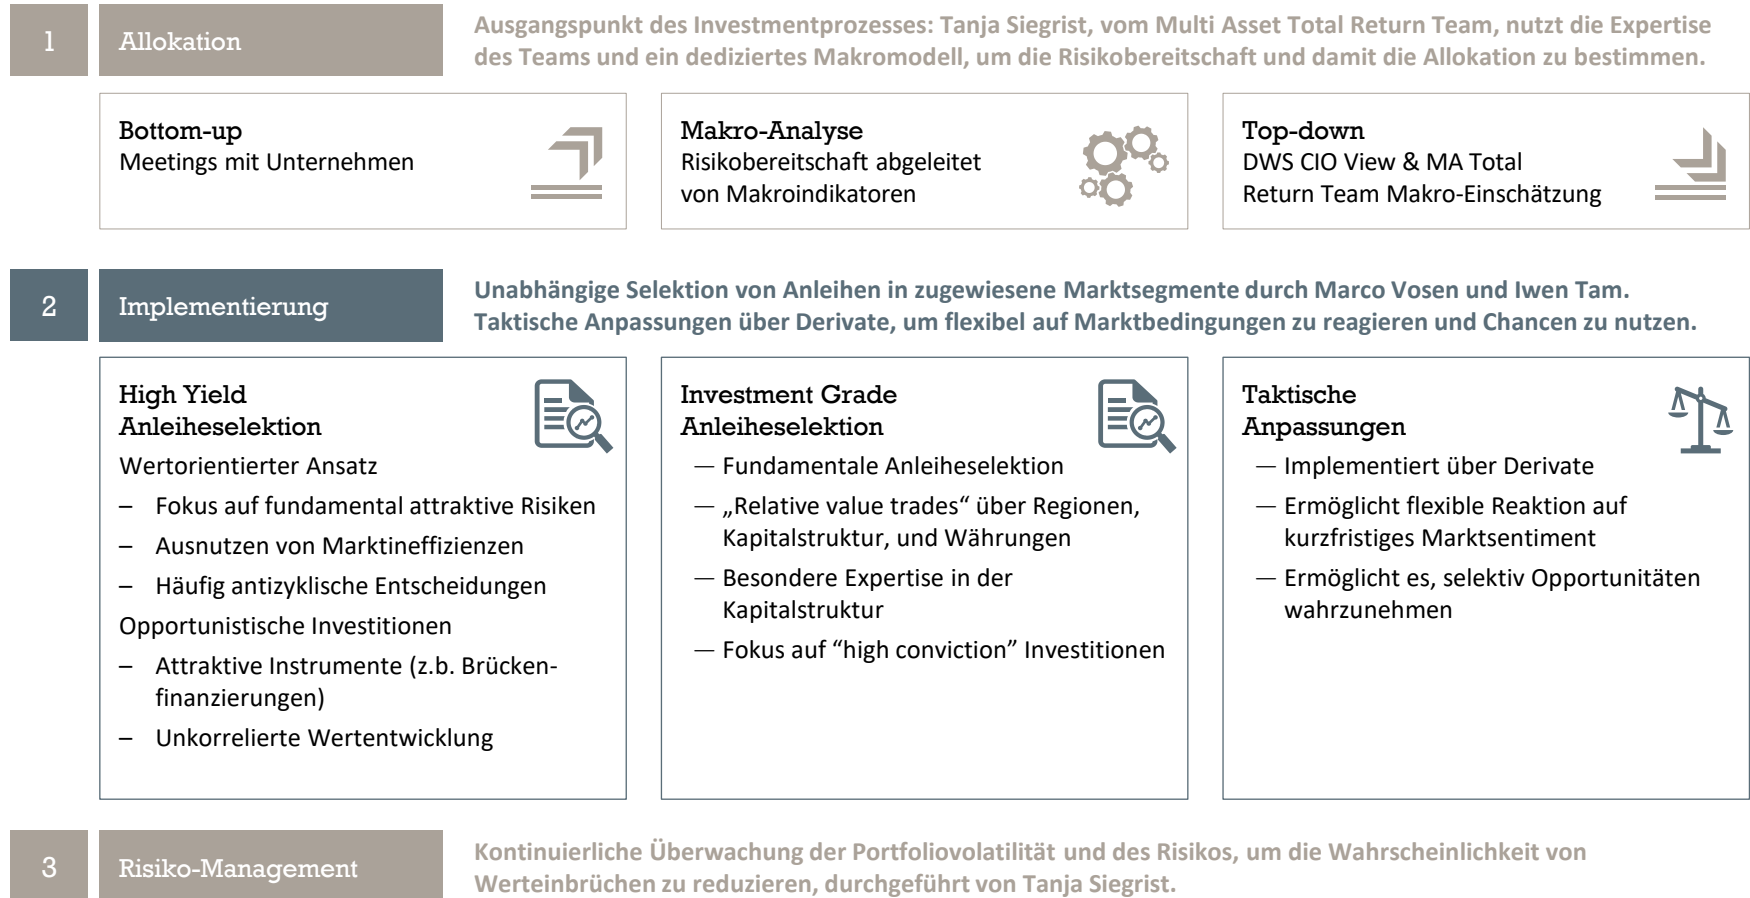 1
Allokation
Ausgangspunkt des Investmentprozesses: Tanja Siegrist, vom Multi Asset Total Return Team, nutzt die Expertise
des Teams und ein dediziertes Makromodell, um die Risikobereitschaft und damit die Allokation zu bestimmen.
Bottom-up
Meetings mit Unternehmen
Makro-Analyse
Risikobereitschaft abgeleitet
von Makroindikatoren
Top-down
DWS CIO View & MA Total
Return Team Makro-Einschätzung
2
Implementierung
Unabhängige Selektion von Anleihen in zugewiesene Marktsegmente durch Marco Vosen und Iwen Tam.
Taktische Anpassungen über Derivate, um flexibel auf Marktbedingungen zu reagieren und Chancen zu nutzen.
High Yield
Anleiheselektion
Wertorientierter Ansatz
– Fokus auf fundamental attraktive Risiken
– Ausnutzen von Marktineffizienzen
– Häufig antizyklische Entscheidungen
Opportunistische Investitionen
– Attraktive Instrumente (z.b. Brücken-
finanzierungen)
– Unkorrelierte Wertentwicklung
Investment Grade
Anleiheselektion
— Fundamentale Anleiheselektion
— „Relative value trades“ über Regionen,
Kapitalstruktur, und Währungen
— Besondere Expertise in der
Kapitalstruktur
— Fokus auf “high conviction” Investitionen
Taktische
Anpassungen
— Implementiert über Derivate
— Ermöglicht flexible Reaktion auf
kurzfristiges Marktsentiment
— Ermöglicht es, selektiv Opportunitäten
wahrzunehmen
3
Risiko-Management
Kontinuierliche Überwachung der Portfoliovolatilität und des Risikos, um die Wahrscheinlichkeit von
Werteinbrüchen zu reduzieren, durchgeführt von Tanja Siegrist.